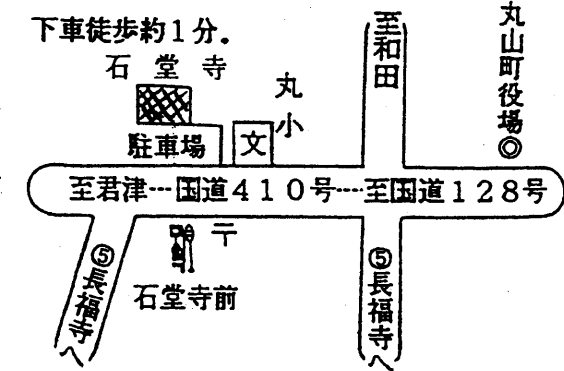 下車徒歩約1分.
石堂寺
駐車場
丸小
文
至和田
丸山町役場◎
至君津…国道410号…至国道128号
〒
石堂寺前
⑤長福寺へ
⑤長福寺へ